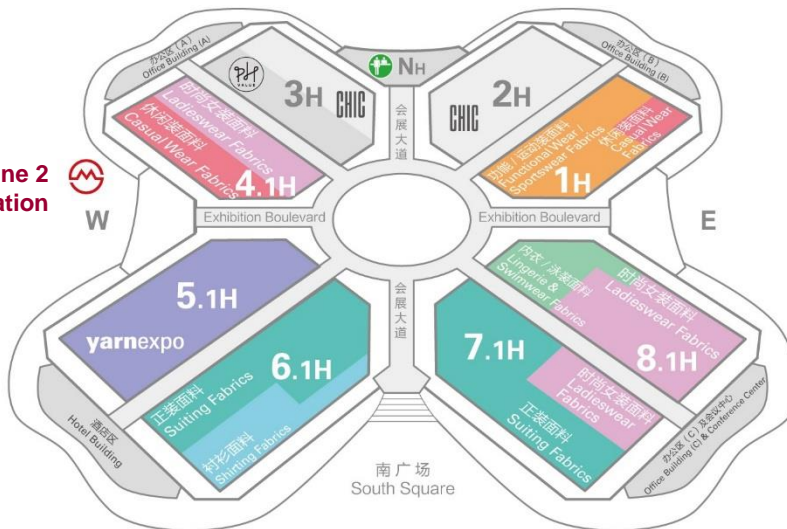 办公区 (A)
Office Building (A)
PH
VALUE
3H
CHIC
NH
会展大道
CHIC
2H
办公区 (B)
Office Building (B)
时尚女装面料
Ladieswear Fabrics
休闲装面料
Casual Wear Fabrics
4.1H
功能 / 运动装面料
Functional Wear /
Sportswear Fabrics
休闲装面料
Casual Wear
Fabrics
1H
ne 2
ation
W
Exhibition Boulevard
Exhibition Boulevard
E
5.1H
yarnexpo
会展大道
内衣 / 泳装面料
Lingerie &
Swimwear Fabrics
时尚女装面料
Ladieswear Fabrics
8.1H
6.1H
正装面料
Suiting Fabrics
衬衫面料
Shirting Fabrics
7.1H
时尚女装面料
Ladieswear
Fabrics
正装面料
Suiting Fabrics
酒店区
Hotel Building
南广场
South Square
办公区 (C) 及会议中心
Office Building (C) & Conference Center